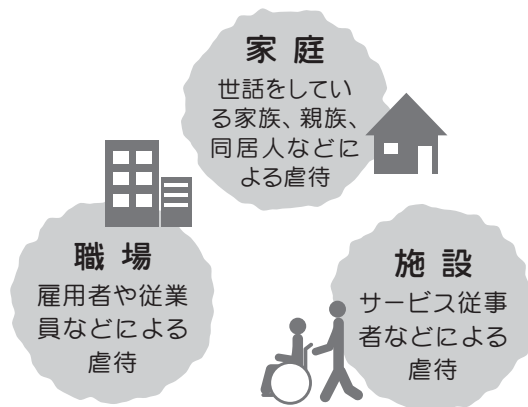 家庭
世話をしてい
る家族、親族、
同居人などに
よる虐待
職場
雇用者や従業
員などによる
虐待
施設
サービス従事
者などによる
虐待